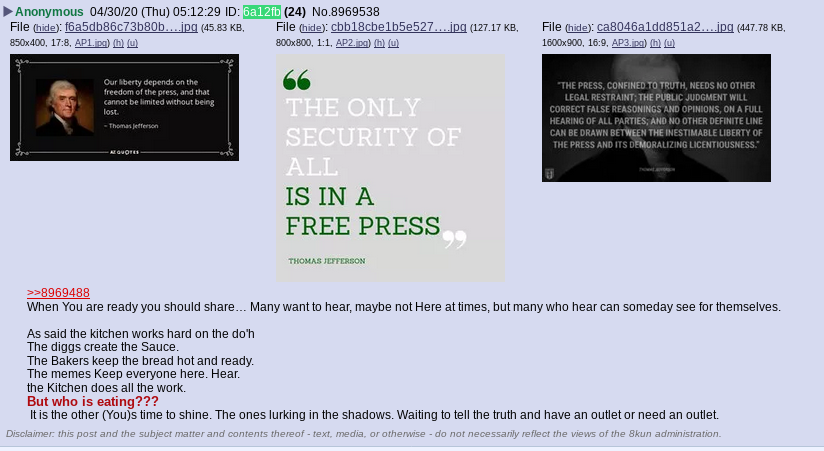 Anonymous 04/30/20 (Thu) 05:12:29 ID: 6a12fb (24) No.8969538
File (hide): f6a5db86c73b80b….jpg (45.83 KB, 850x400, 17:8, AP1.jpg) (h) (u)
Our liberty depends on the
freedom of the press, and that
cannot be limited without being
lost.
~ Thomas Jefferson
AZ QUOTES
File (hide): cbb18cbe1b5e527….jpg (127.17 KB, 800x800, 1:1, AP2.jpg) (h) (u)
THE ONLY
SECURITY OF
ALL
IS IN A
FREE PRESS
THOMAS JEFFERSON
File (hide): ca8046a1dd851a2….jpg (447.78 KB, 1600x900, 16:9, AP3.jpg) (h) (u)
"THE PRESS, CONFINED TO TRUTH, NEEDS NO OTHER
LEGAL RESTRAINT; THE PUBLIC JUDGMENT WILL
CORRECT FALSE REASONINGS AND OPINIONS, ON A FULL
HEARING OF ALL PARTIES; AND NO OTHER DEFINITE LINE
CAN BE DRAWN BETWEEN THE INESTIMABLE LIBERTY OF
THE PRESS AND ITS DEMORALIZING LICENTIOUSNESS."
THOMAS JEFFERSON
>>8969488
When You are ready you should share… Many want to hear, maybe not Here at times, but many who hear can someday see for themselves.
As said the kitchen works hard on the do'h
The diggs create the Sauce.
The Bakers keep the bread hot and ready.
The memes Keep everyone here. Hear.
the Kitchen does all the work.
But who is eating???
It is the other (You)s time to shine. The ones lurking in the shadows. Waiting to tell the truth and have an outlet or need an outlet.
Disclaimer: this post and the subject matter and contents thereof - text, media, or otherwise - do not necessarily reflect the views of the 8kun administration.